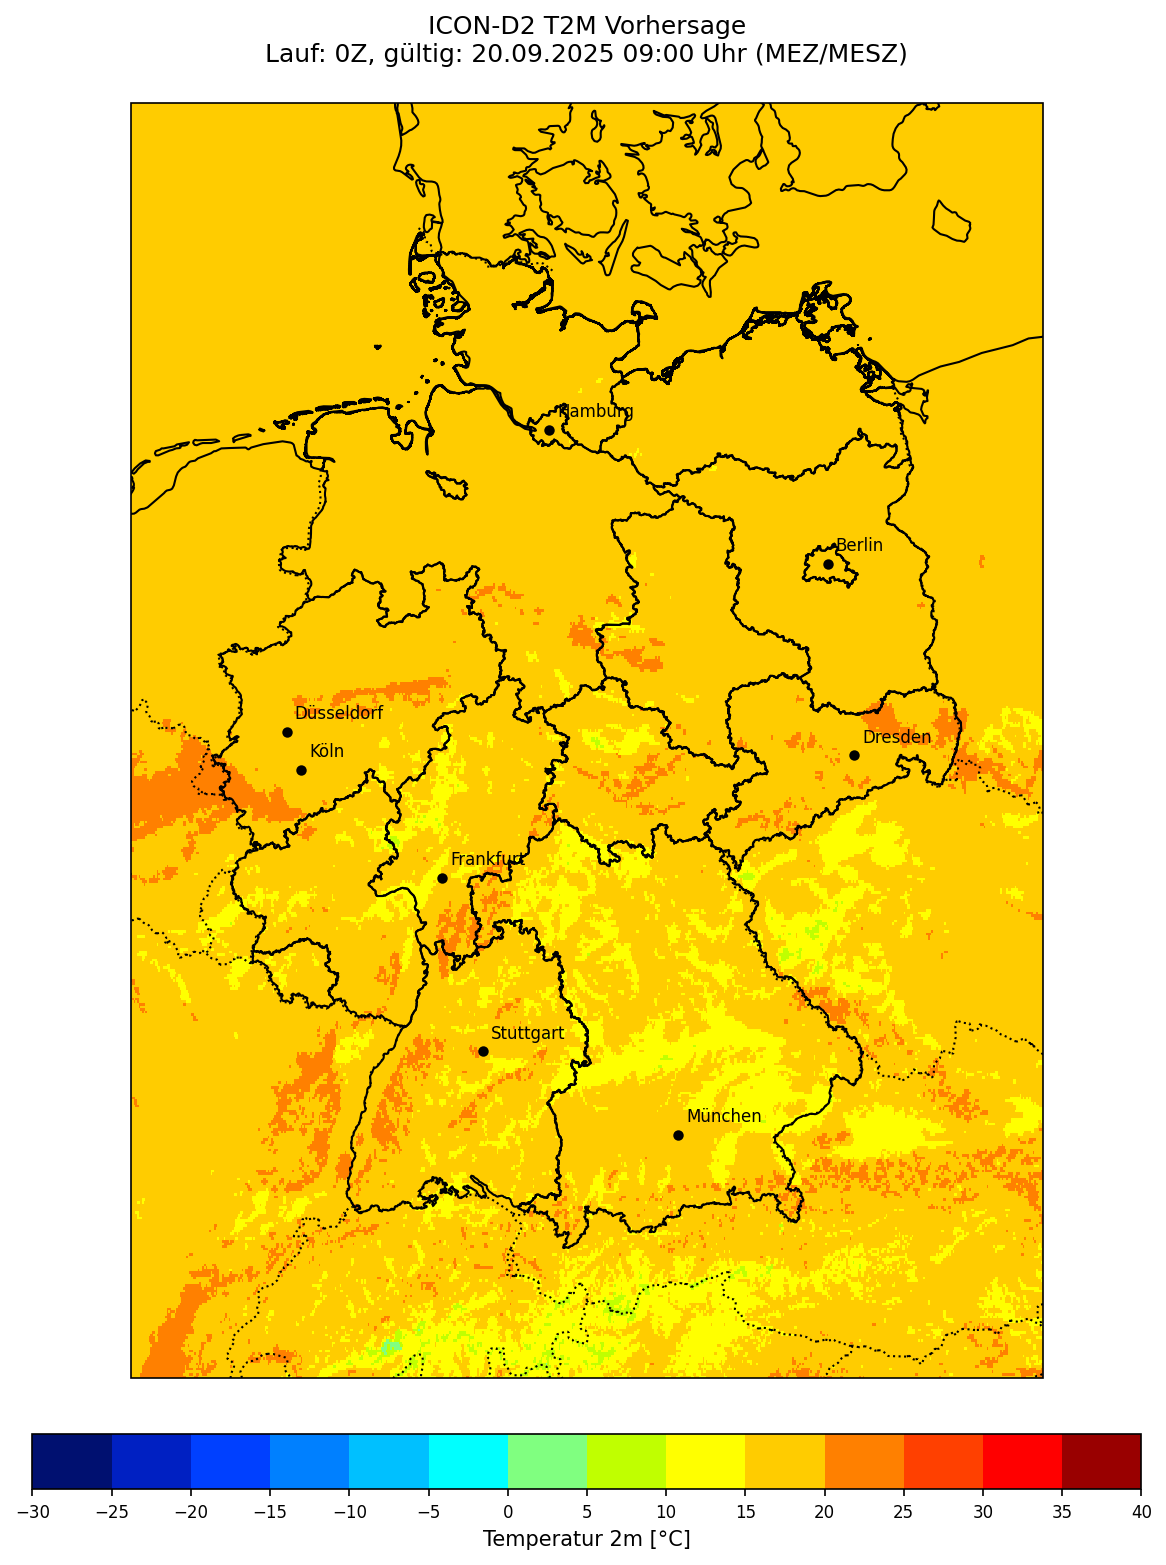 ICON-D2 T2M Vorhersage
Lauf: 0Z, gültig: 20.09.2025 09:00 Uhr (MEZ/MESZ)
Hamburg
Berlin
Düsseldorf
Dresden
Köln
Frankfurt
Stuttgart
München
−30 −25 −20 −15 −10 −5 0 5 10 15 20 25 30 35 40
Temperatur 2m [°C]